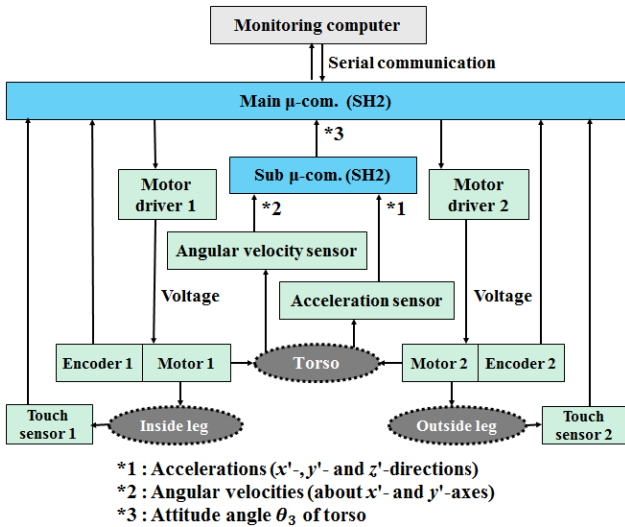 Monitoring computer
Serial communication
Main μ-com. (SH2)
*3
Motor
driver 1
Sub μ-com. (SH2)
Motor
driver 2
*2
*1
Angular velocity sensor
Voltage
Acceleration sensor
Voltage
Encoder 1
Motor 1
Torso
Motor 2
Encoder 2
Touch
sensor 1
Inside leg
Outside leg
Touch
sensor 2
*1 : Accelerations (x'-, y'- and z'-directions)
*2 : Angular velocities (about x'- and y'-axes)
*3 : Attitude angle θ₃ of torso